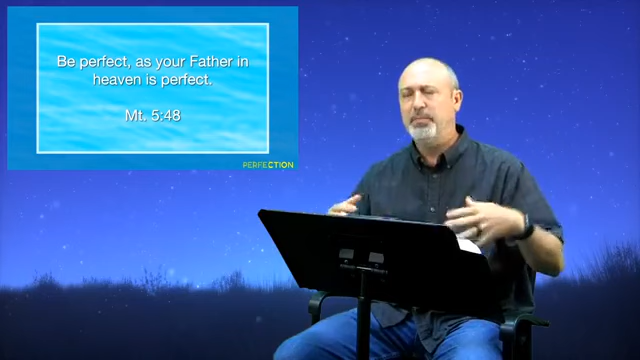 Be perfect, as your Father in
heaven is perfect.
Mt. 5:48
PERFECTION